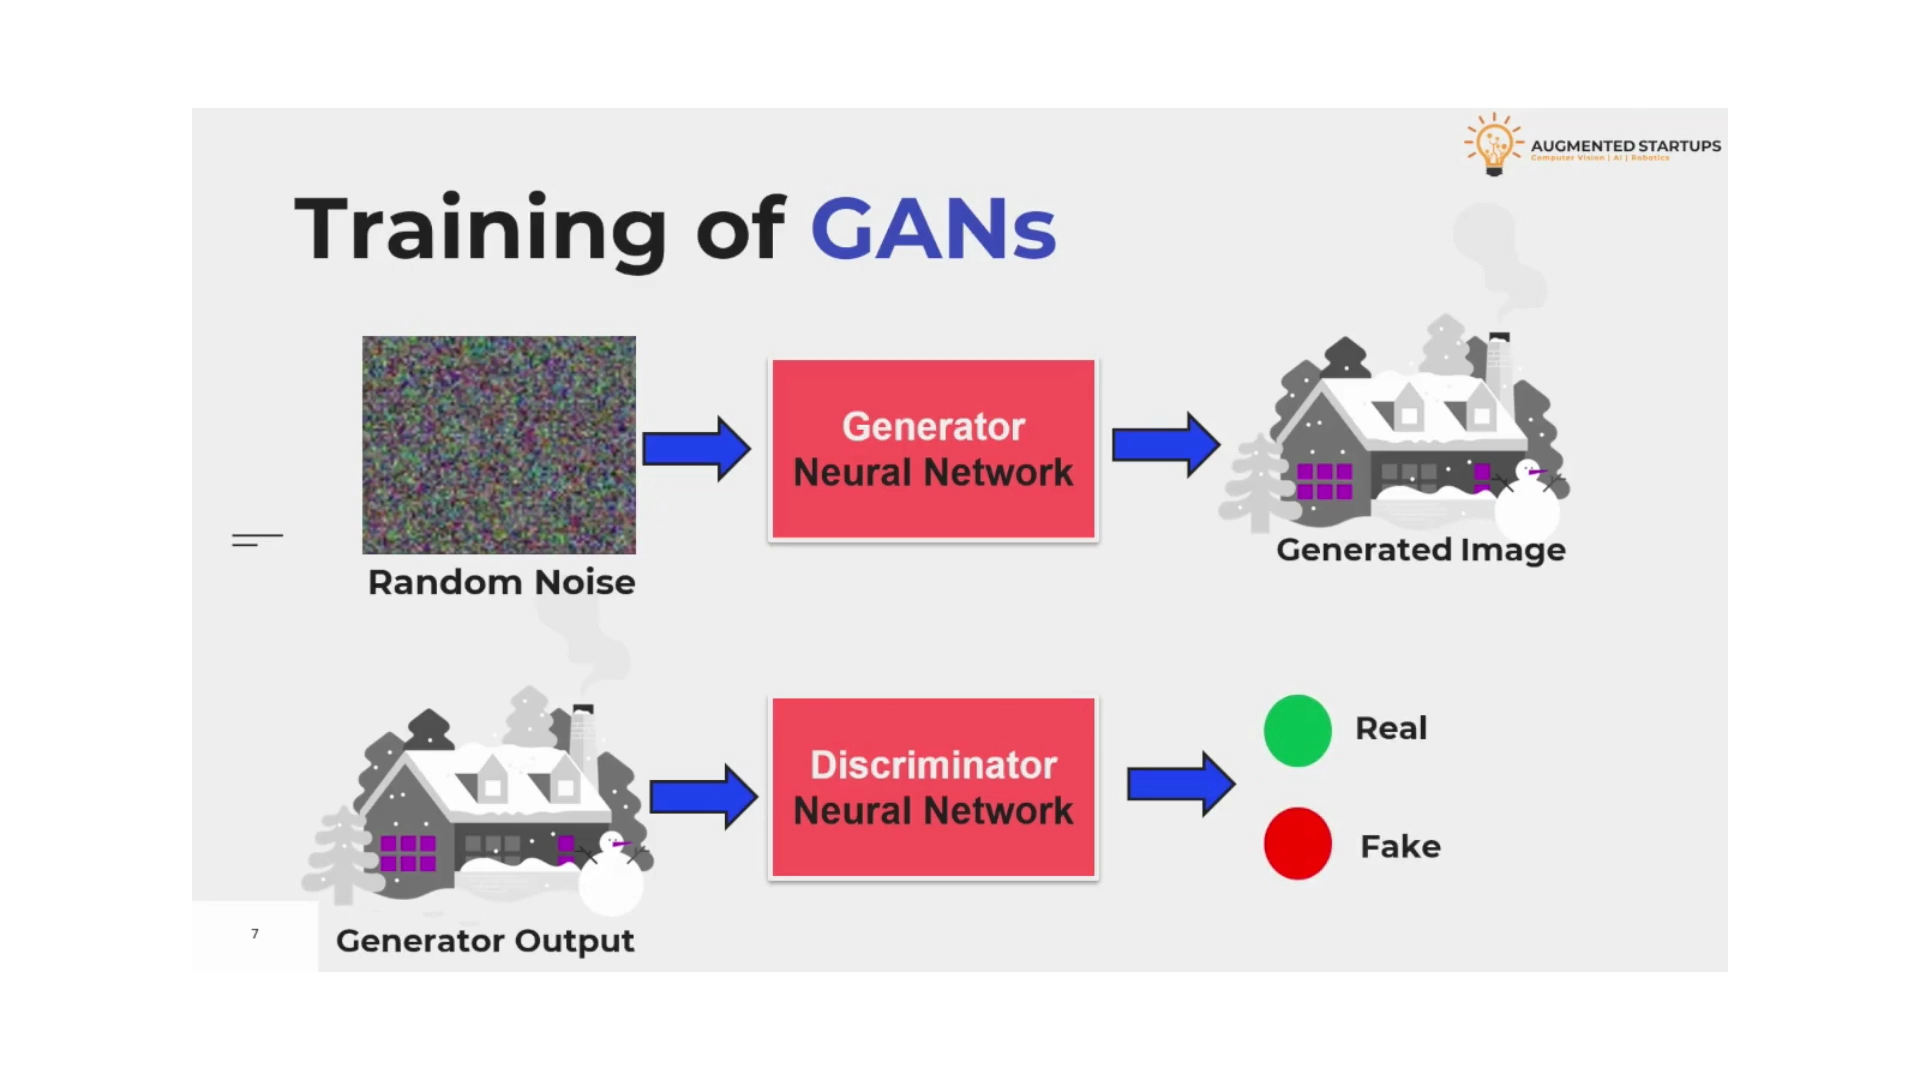 AUGMENTED STARTUPS
Computer Vision | AI | Robotics
Training of GANs
Generator
Neural Network
Random Noise
Generated Image
Discriminator
Neural Network
Real
Fake
Generator Output
7